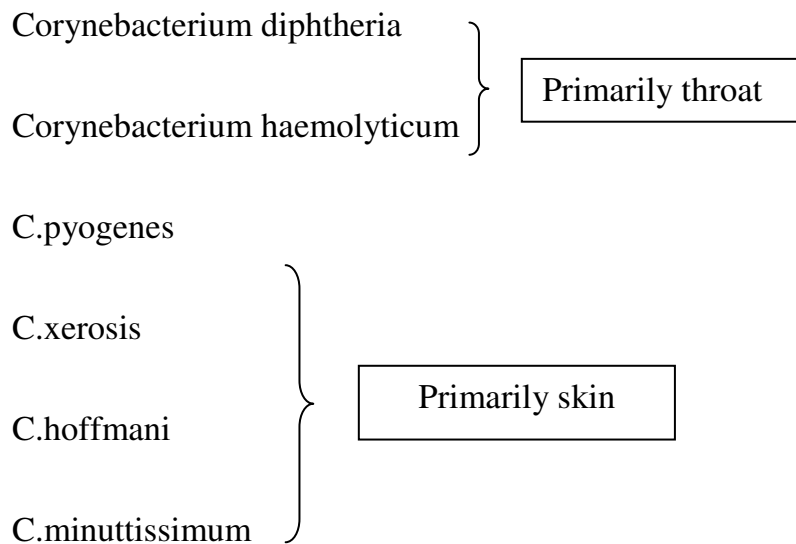 Corynebacterium diphtheria
Primarily throat
Corynebacterium haemolyticum
C.pyogenes
C.xerosis
Primarily skin
C.hoffmani
C.minuttissimum